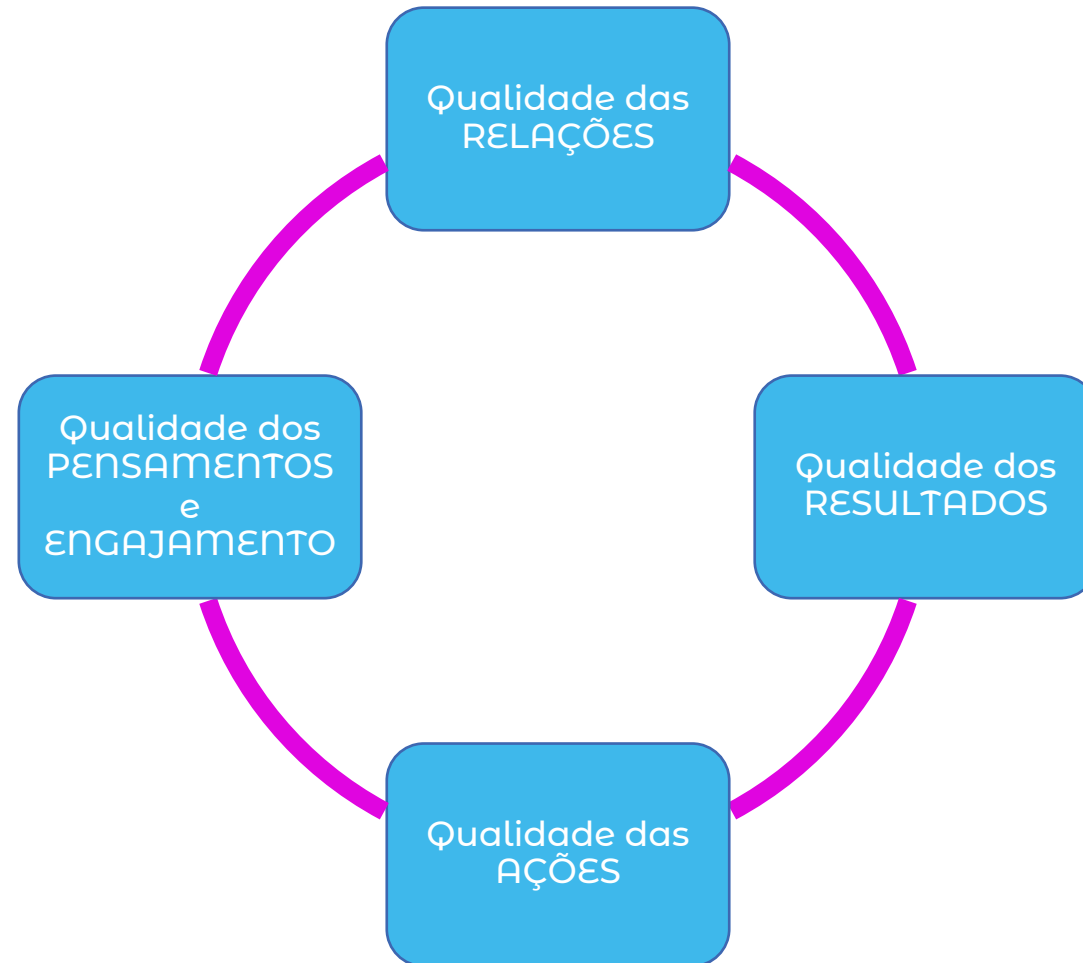 Qualidade das
RELAÇÕES
Qualidade dos
PENSAMENTOS
e
ENGAJAMENTO
Qualidade dos
RESULTADOS
Qualidade das
AÇÕES